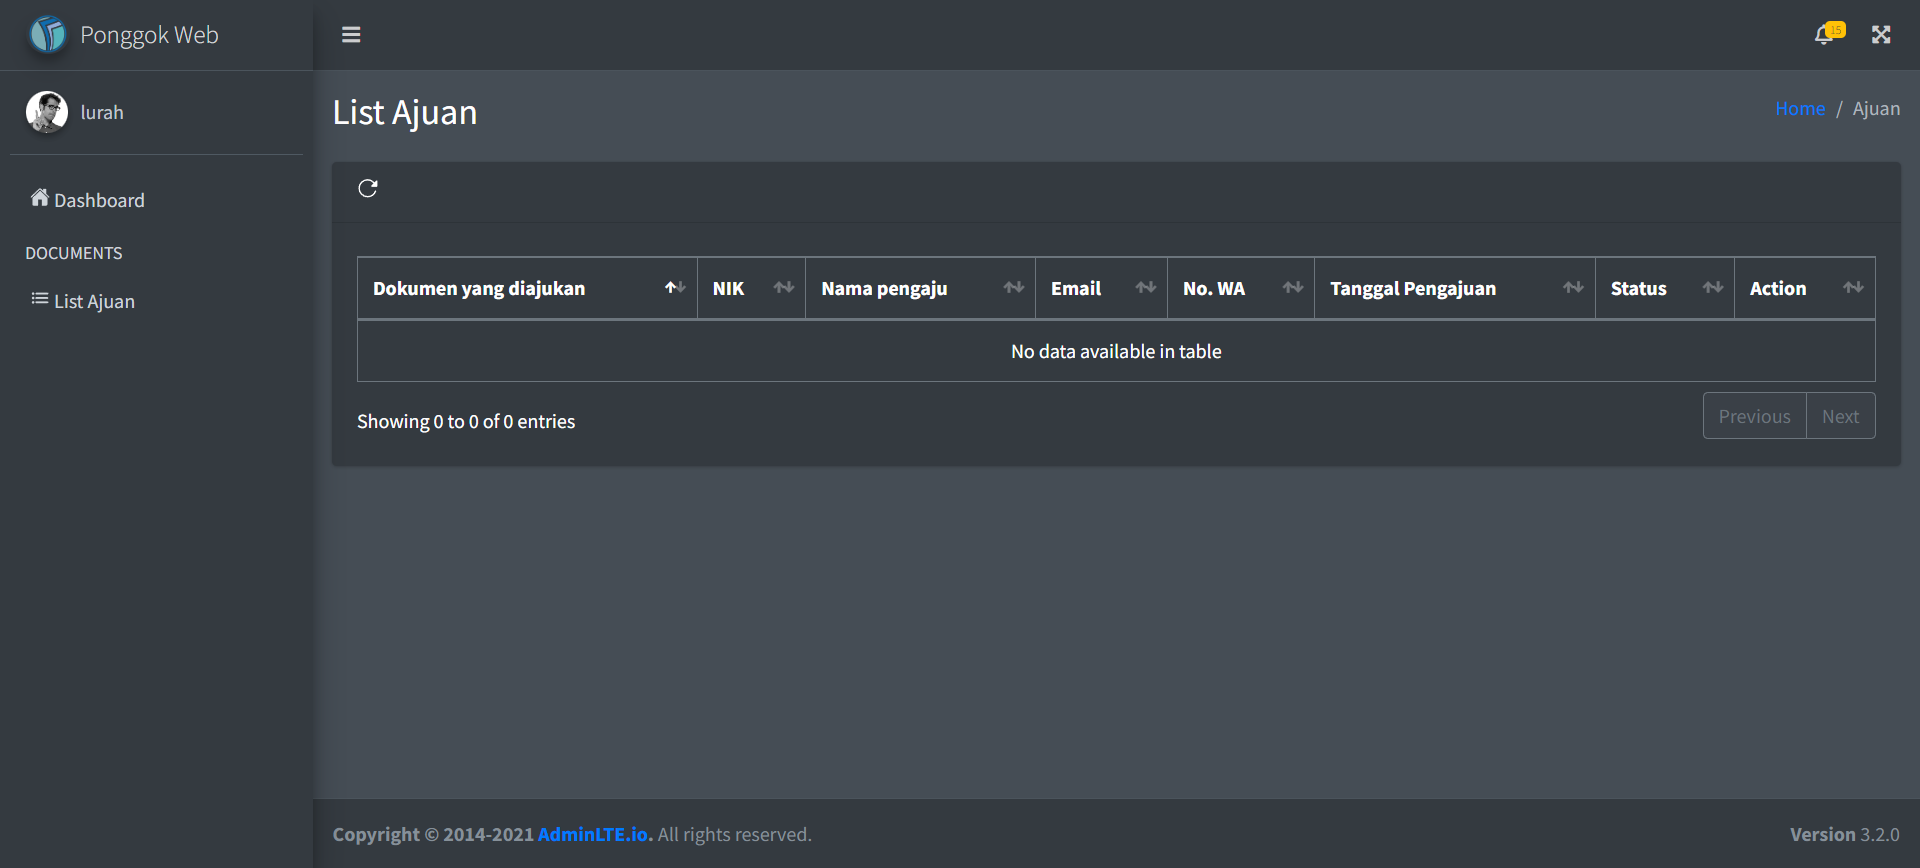 Ponggok Web
15
lurah
List Ajuan
Home / Ajuan
Dashboard
DOCUMENTS
List Ajuan
Dokumen yang diajukan NIK Nama pengaju Email No. WA Tanggal Pengajuan Status Action
No data available in table
Showing 0 to 0 of 0 entries
Previous Next
Copyright © 2014-2021 AdminLTE.io. All rights reserved.
Version 3.2.0